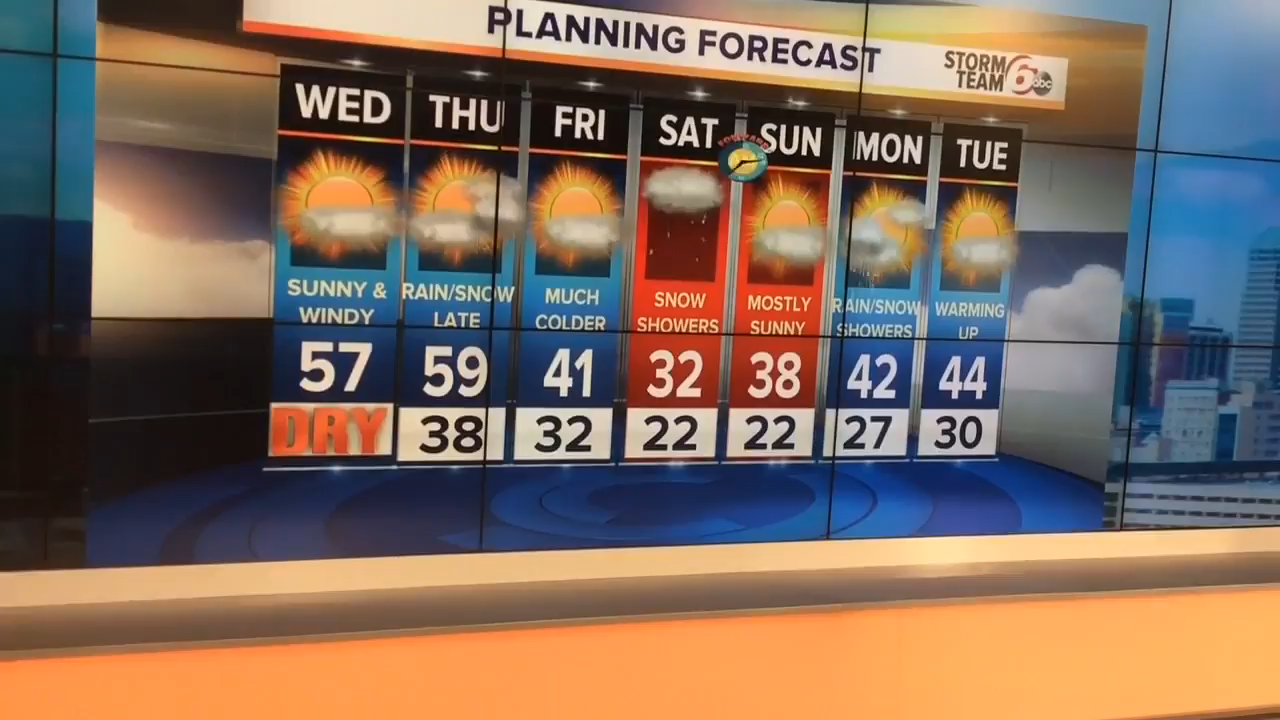 PLANNING FORECAST
STORM
TEAM 6 abc
WED
THU
FRI
SAT
SUN
MON
TUE
SUNNY &
WINDY
RAIN/SNOW
LATE
MUCH
COLDER
SNOW
SHOWERS
MOSTLY
SUNNY
RAIN/SNOW
SHOWERS
WARMING
UP
57
59
41
32
38
42
44
DRY
38
32
22
22
27
30